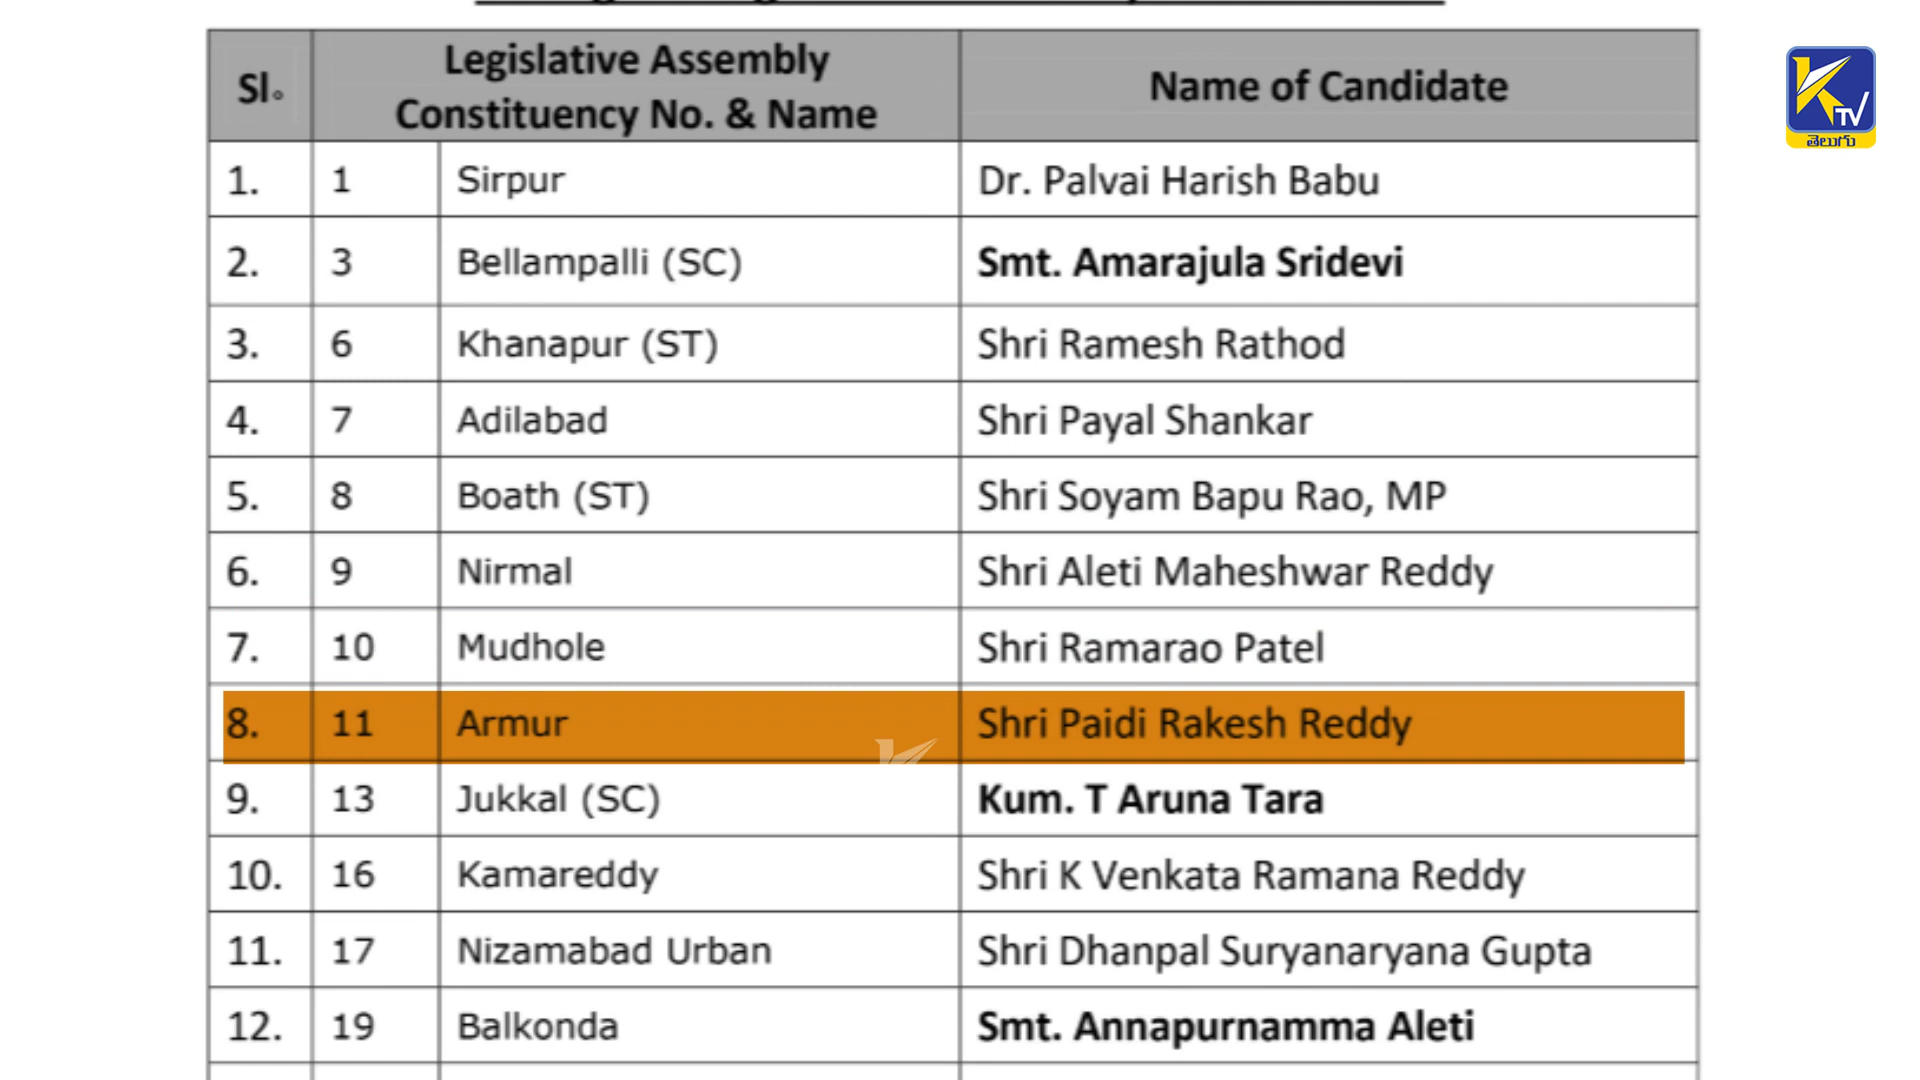 Sl. Legislative Assembly Constituency No. & Name Name of Candidate
1. 1 Sirpur Dr. Palvai Harish Babu
2. 3 Bellampalli (SC) Smt. Amarajula Sridevi
3. 6 Khanapur (ST) Shri Ramesh Rathod
4. 7 Adilabad Shri Payal Shankar
5. 8 Boath (ST) Shri Soyam Bapu Rao, MP
6. 9 Nirmal Shri Aleti Maheshwar Reddy
7. 10 Mudhole Shri Ramarao Patel
8. 11 Armur Shri Paidi Rakesh Reddy
9. 13 Jukkal (SC) Kum. T Aruna Tara
10. 16 Kamareddy Shri K Venkata Ramana Reddy
11. 17 Nizamabad Urban Shri Dhanpal Suryanaryana Gupta
12. 19 Balkonda Smt. Annapurnamma Aleti
K TV
తెలుగు